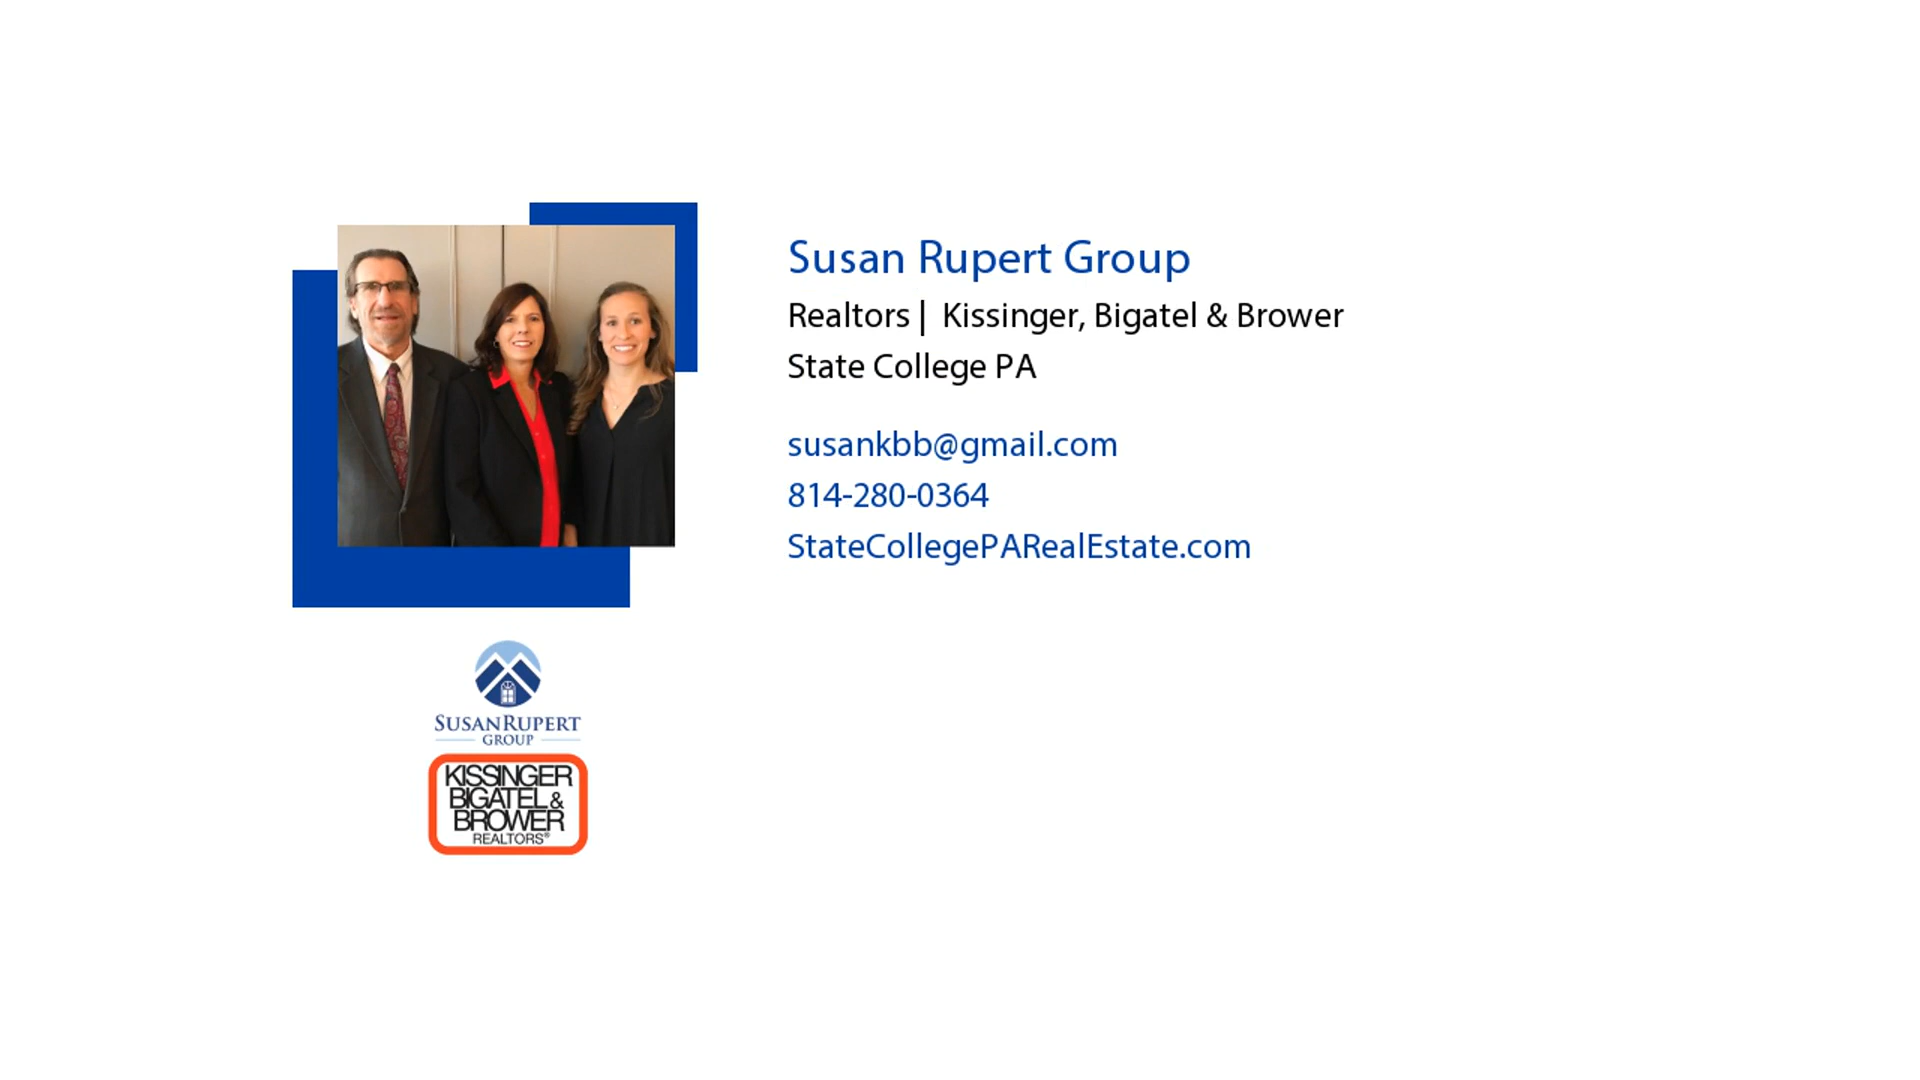 Susan Rupert Group
Realtors | Kissinger, Bigatel & Brower
State College PA
susankbb@gmail.com
814-280-0364
StateCollegePARealEstate.com
SUSANRUPERT
GROUP
KISSINGER
BIGATEL &
BROWER
REALTORS®